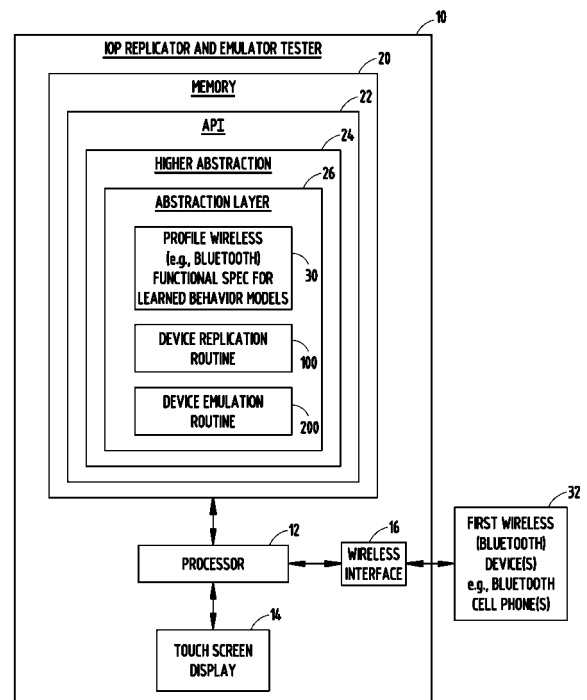 10
IOP REPLICATOR AND EMULATOR TESTER
20
MEMORY
22
API
24
HIGHER ABSTRACTION
26
ABSTRACTION LAYER
PROFILE WIRELESS
(e.g., BLUETOOTH)
FUNCTIONAL SPEC FOR
LEARNED BEHAVIOR MODELS
30
DEVICE REPLICATION
ROUTINE
100
DEVICE EMULATION
ROUTINE
200
12
PROCESSOR
16
WIRELESS
INTERFACE
32
FIRST WIRELESS
(BLUETOOTH)
DEVICE(S)
e.g., BLUETOOTH
CELL PHONE(S)
14
TOUCH SCREEN
DISPLAY